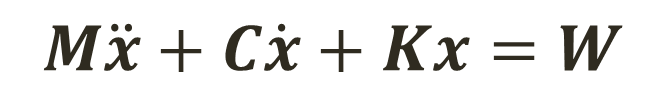 Mẍ + Cẋ + Kx = W